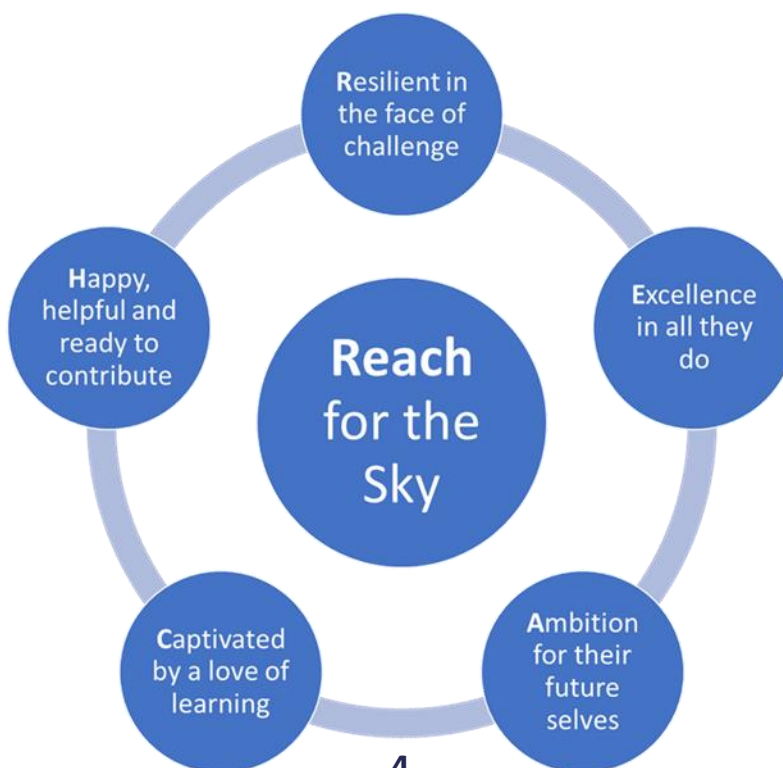 Resilient in
the face of
challenge
Excellence
in all they
do
Ambition
for their
future
selves
Captivated
by a love of
learning
Happy,
helpful and
ready to
contribute
Reach
for the
Sky
4